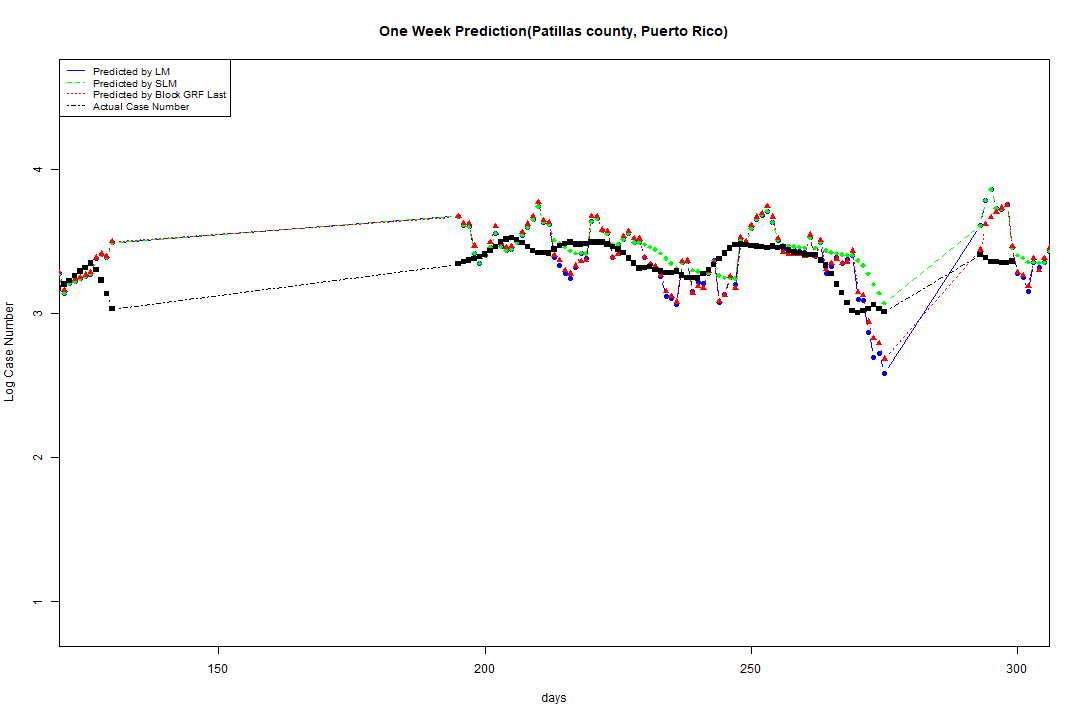 One Week Prediction(Patillas county, Puerto Rico)
Predicted by LM
Predicted by SLM
Predicted by Block GRF Last
Actual Case Number
4
3
2
1
Log Case Number
150
200
250
300
days